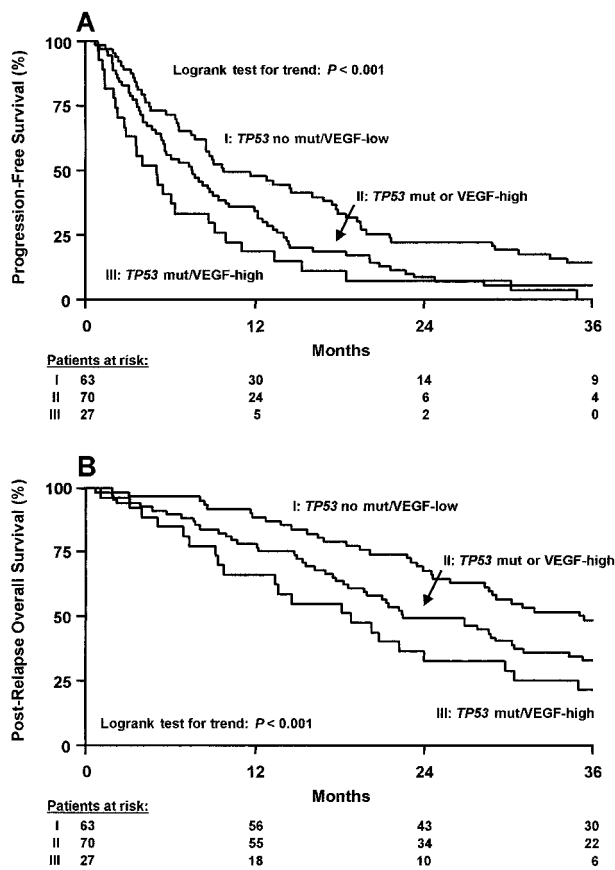 A
Progression-Free Survival (%)
100
75
50
25
0
Logrank test for trend: P < 0.001
I: TP53 no mut/VEGF-low
II: TP53 mut or VEGF-high
III: TP53 mut/VEGF-high
0 12 24 36
Months
Patients at risk:
I 63 30 14 9
II 70 24 6 4
III 27 5 2 0
B
Post-Relapse Overall Survival (%)
100
75
50
25
0
I: TP53 no mut/VEGF-low
II: TP53 mut or VEGF-high
III: TP53 mut/VEGF-high
Logrank test for trend: P < 0.001
0 12 24 36
Months
Patients at risk:
I 63 56 43 30
II 70 55 34 22
III 27 18 10 6